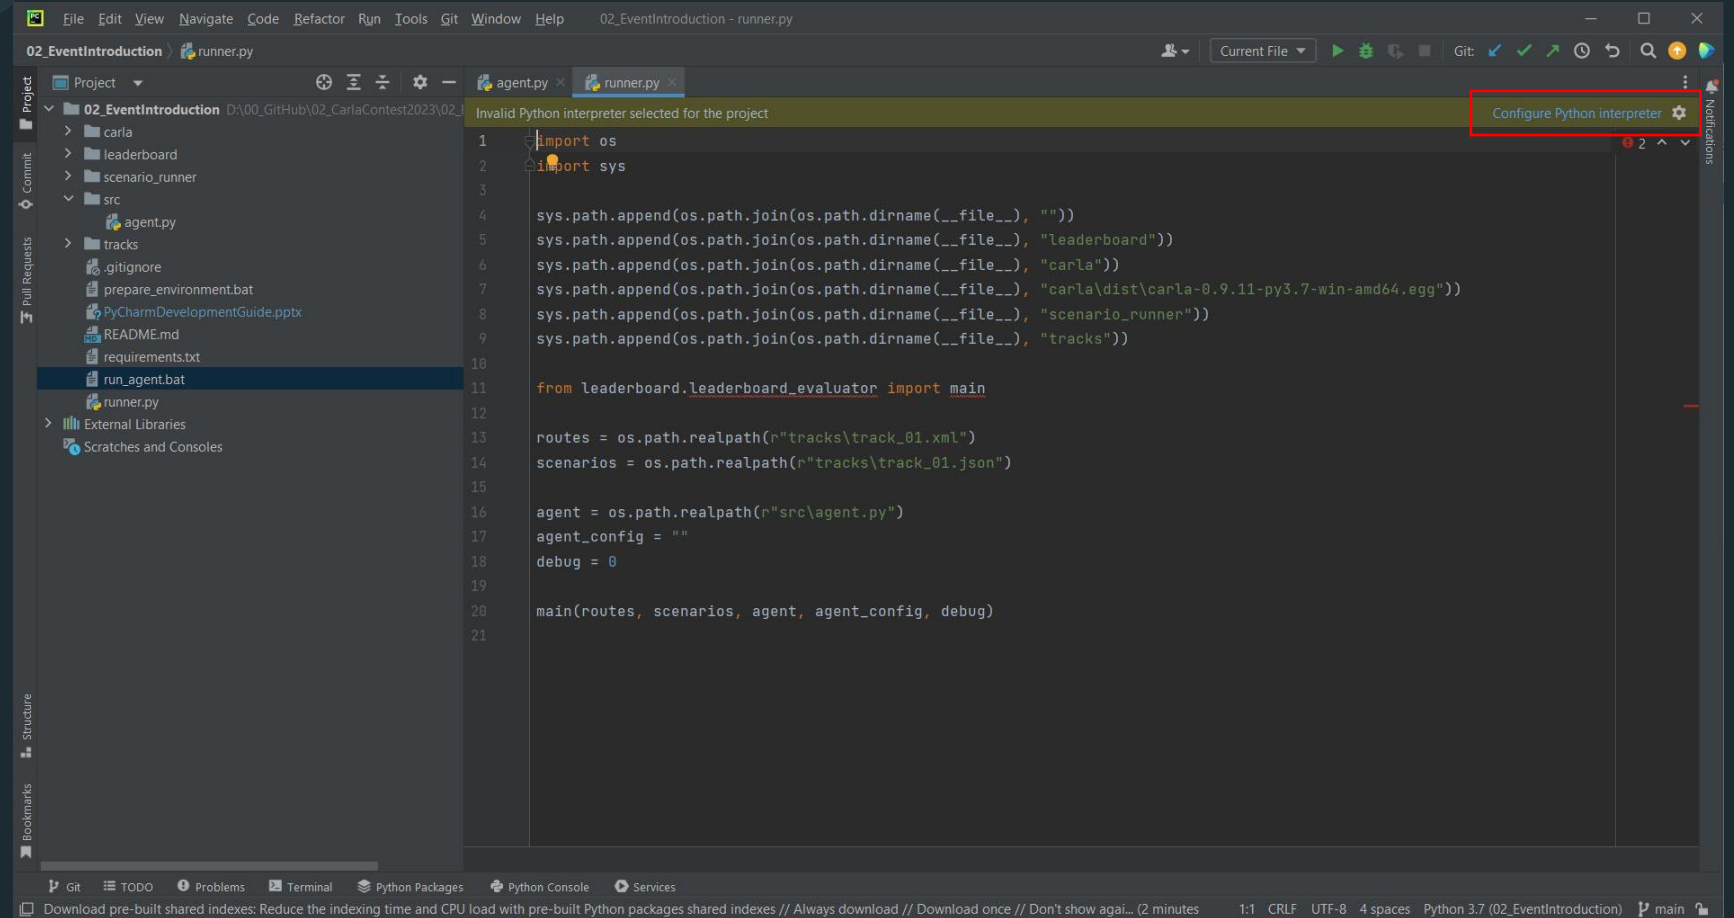 PC
File Edit View Navigate Code Refactor Run Tools Git Window Help 02_EventIntroduction - runner.py
02_EventIntroduction runner.py Current File Git:
Project agent.py runner.py
02_EventIntroduction D:\00_GitHub\02_CarlaContest2023\02_
Invalid Python interpreter selected for the project Configure Python interpreter
carla
leaderboard
scenario_runner
src
agent.py
tracks
.gitignore
prepare_environment.bat
PyCharmDevelopmentGuide.pptx
README.md
requirements.txt
run_agent.bat
runner.py
External Libraries
Scratches and Consoles
1 import os
2 import sys
3
4 sys.path.append(os.path.join(os.path.dirname(__file__), ""))
5 sys.path.append(os.path.join(os.path.dirname(__file__), "leaderboard"))
6 sys.path.append(os.path.join(os.path.dirname(__file__), "carla"))
7 sys.path.append(os.path.join(os.path.dirname(__file__), "carla\dist\carla-0.9.11-py3.7-win-amd64.egg"))
8 sys.path.append(os.path.join(os.path.dirname(__file__), "scenario_runner"))
9 sys.path.append(os.path.join(os.path.dirname(__file__), "tracks"))
10
11 from leaderboard.leaderboard_evaluator import main
12
13 routes = os.path.realpath(r"tracks\track_01.xml")
14 scenarios = os.path.realpath(r"tracks\track_01.json")
15
16 agent = os.path.realpath(r"src\agent.py")
17 agent_config = ""
18 debug = 0
19
20 main(routes, scenarios, agent, agent_config, debug)
21
2
Project
Commit
Pull Requests
Structure
Bookmarks
Notifications
Git TODO Problems Terminal Python Packages Python Console Services
Download pre-built shared indexes: Reduce the indexing time and CPU load with pre-built Python packages shared indexes // Always download // Download once // Don't show agai... (2 minutes 1:1 CRLF UTF-8 4 spaces Python 3.7 (02_EventIntroduction) main